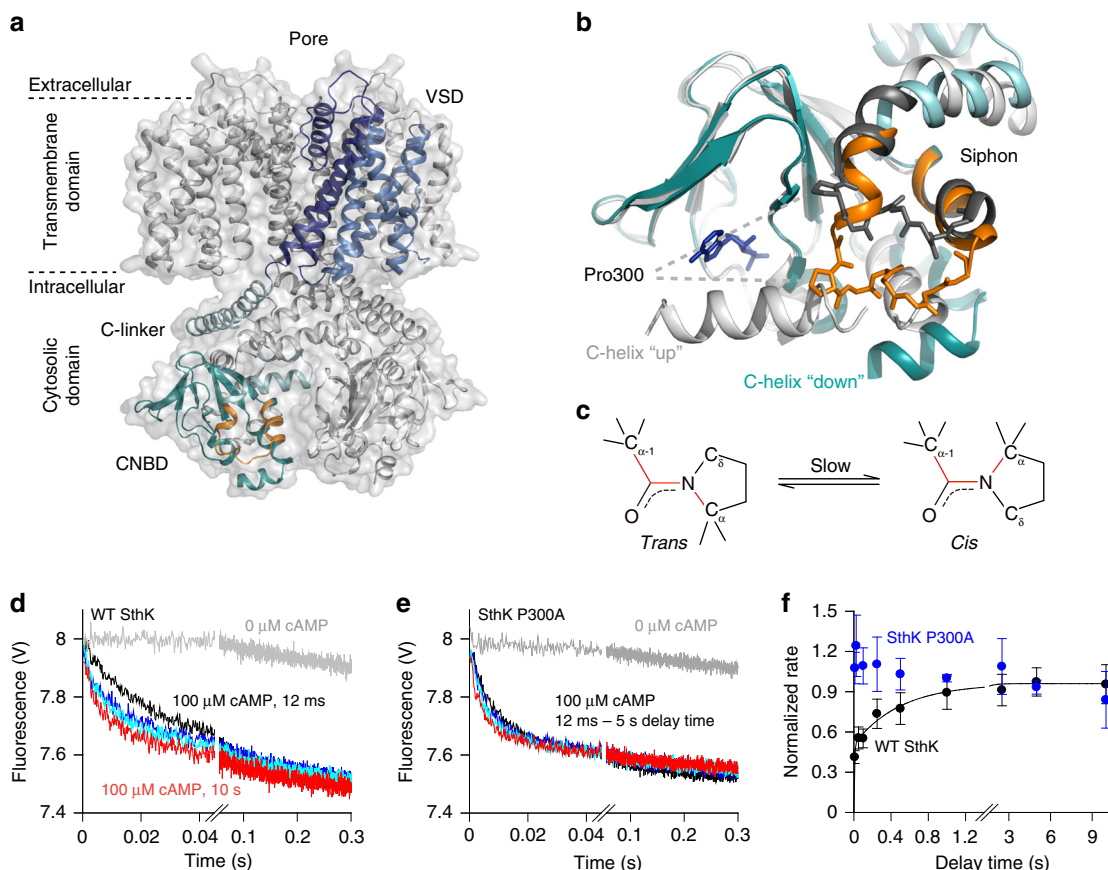 a
Pore
Extracellular
VSD
Transmembrane
domain
Intracellular
C-linker
Cytosolic
domain
CNBD
b
Siphon
Pro300
C-helix “up”
C-helix “down”
c
C α-1
C δ
N
O
C α
Trans
Slow
C α-1
C α
N
O
C δ
Cis
d
WT SthK
0 μM cAMP
100 μM cAMP, 12 ms
100 μM cAMP, 10 s
Fluorescence (V)
8
7.8
7.6
7.4
0
0.02
0.04
0.1
0.2
0.3
Time (s)
e
SthK P300A
0 μM cAMP
100 μM cAMP
12 ms – 5 s delay time
Fluorescence (V)
8
7.8
7.6
7.4
0
0.02
0.04
0.1
0.2
0.3
Time (s)
f
SthK P300A
WT SthK
Normalized rate
1.5
1.2
0.9
0.6
0.3
0
0
0.4
0.8
1.2
3
6
9
Delay time (s)